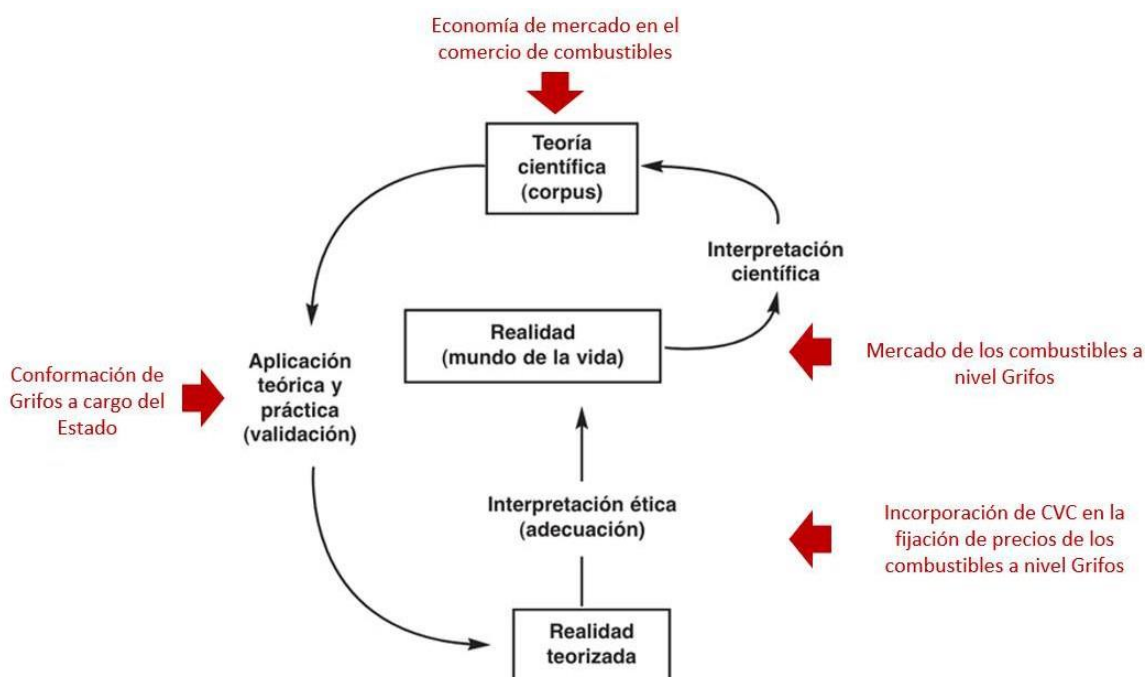 Economía de mercado en el
comercio de combustibles
Teoría
científica
(corpus)
Interpretación
científica
Realidad
(mundo de la vida)
Mercado de los combustibles a
nivel Grifos
Conformación de
Grifos a cargo del
Estado
Aplicación
teórica y
práctica
(validación)
Interpretación ética
(adecuación)
Incorporación de CVC en la
fijación de precios de los
combustibles a nivel Grifos
Realidad
teorizada